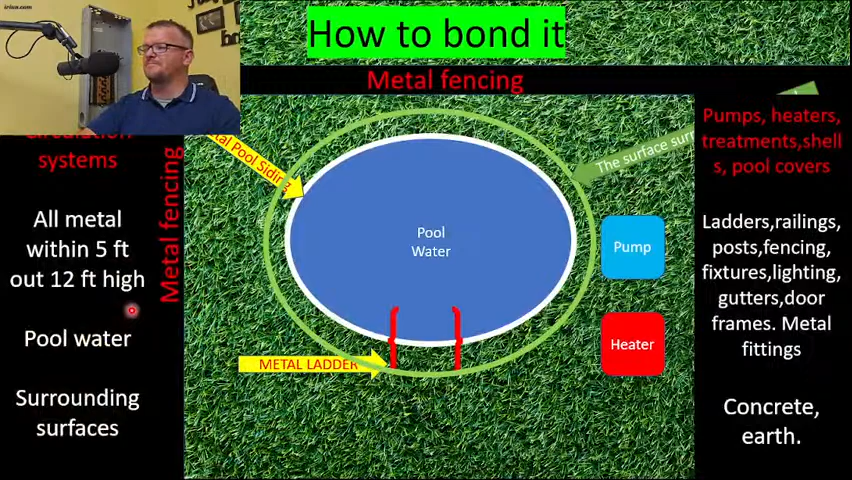 How to bond it
Metal fencing
systems
All metal
within 5 ft
out 12 ft high
Pool water
Surrounding
surfaces
Metal fencing
Pool Siding
The surface
Pool
Water
METAL LADDER
Pump
Heater
Pumps, heaters,
treatments,shell
s, pool covers
Ladders,railings,
posts,fencing,
fixtures,lighting,
gutters,door
frames. Metal
fittings
Concrete,
earth.